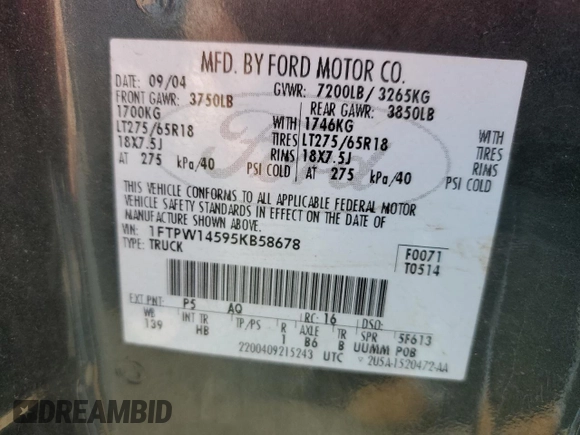 MFD. BY FORD MOTOR CO.
DATE: 09/04 GVWR: 7200LB/ 3265KG
FRONT GAWR: 3750LB REAR GAWR: 3850LB
1700KG WITH 1746KG WITH
LT275/65R18 TIRES LT275/65R18 TIRES
18X7.5J RIMS 18X7.5J RIMS
AT 275 kPa/40 PSI COLD AT 275 kPa/40 PSI COLD
Ford
THIS VEHICLE CONFORMS TO ALL APPLICABLE FEDERAL MOTOR
VEHICLE SAFETY STANDARDS IN EFFECT ON THE DATE OF
MANUFACTURE SHOWN ABOVE.
VIN: 1FTPW14595KB58678 F0071
TYPE: TRUCK T0514
EXT PNT: P5 AQ RC: 16 DSO:
WB INT TR TP/PS R AXLE TR SPR 5F613
139 HB 1 B6 B UUMM POB
2200409215243 UTC 2U5A-1520472-AA
DREAMBID